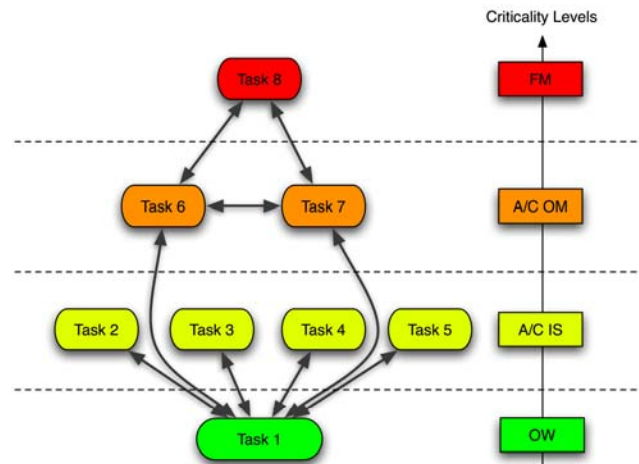 Criticality Levels
Task 8
FM
Task 6
Task 7
A/C OM
Task 2
Task 3
Task 4
Task 5
A/C IS
Task 1
OW